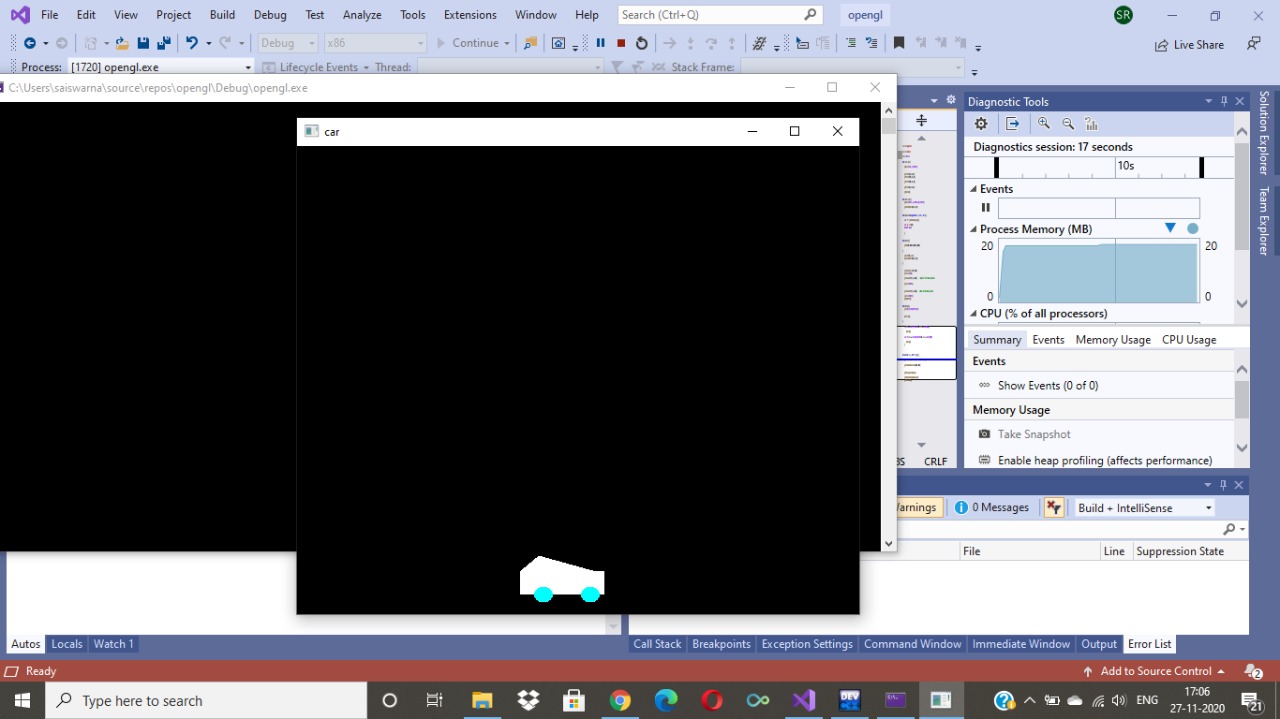 File Edit View Project Build Debug Test Analyze Tools Extensions Window Help Search (Ctrl+Q) opengl SR
Debug x86 Continue Live Share
Process: [1720] opengl.exe Lifecycle Events Thread: Stack Frame:
C:\Users\saiswarna\source\repos\opengl\Debug\opengl.exe
car
Diagnostic Tools
Diagnostics session: 17 seconds
10s
Events
Process Memory (MB)
20 20
0 0
CPU (% of all processors)
Summary Events Memory Usage CPU Usage
Events
Show Events (0 of 0)
Memory Usage
Take Snapshot
Enable heap profiling (affects performance)
Solution Explorer
Team Explorer
CRLF
0 Messages Build + IntelliSense
File Line Suppression State
Autos Locals Watch 1
Call Stack Breakpoints Exception Settings Command Window Immediate Window Output Error List
Ready Add to Source Control 2
Type here to search
DEV
ENG 17:06
27-11-2020 21